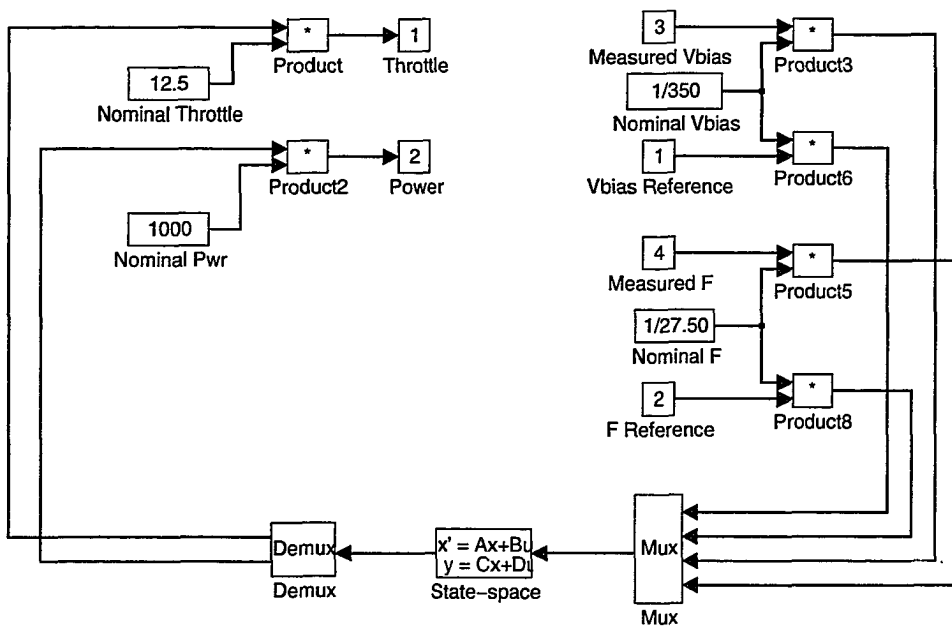 *
1
Product
Throttle
12.5
Nominal Throttle
*
2
Product2
Power
1000
Nominal Pwr
3
*
Measured Vbias
Product3
1/350
Nominal Vbias
1
*
Vbias Reference
Product6
4
*
Measured F
Product5
1/27.50
Nominal F
2
*
F Reference
Product8
Demux
Demux
x' = Ax+Bu
y = Cx+Du
State-space
Mux
Mux